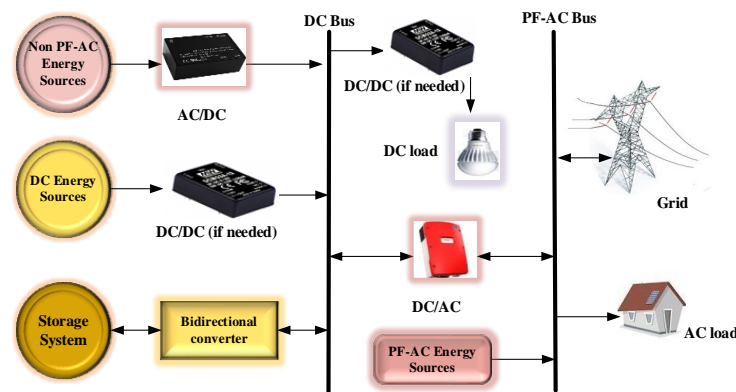 DC Bus
PF-AC Bus
Non PF-AC
Energy
Sources
AC/DC
DC/DC (if needed)
DC load
DC Energy
Sources
DC/DC (if needed)
Grid
Storage
System
Bidirectional
converter
DC/AC
PF-AC Energy
Sources
AC load